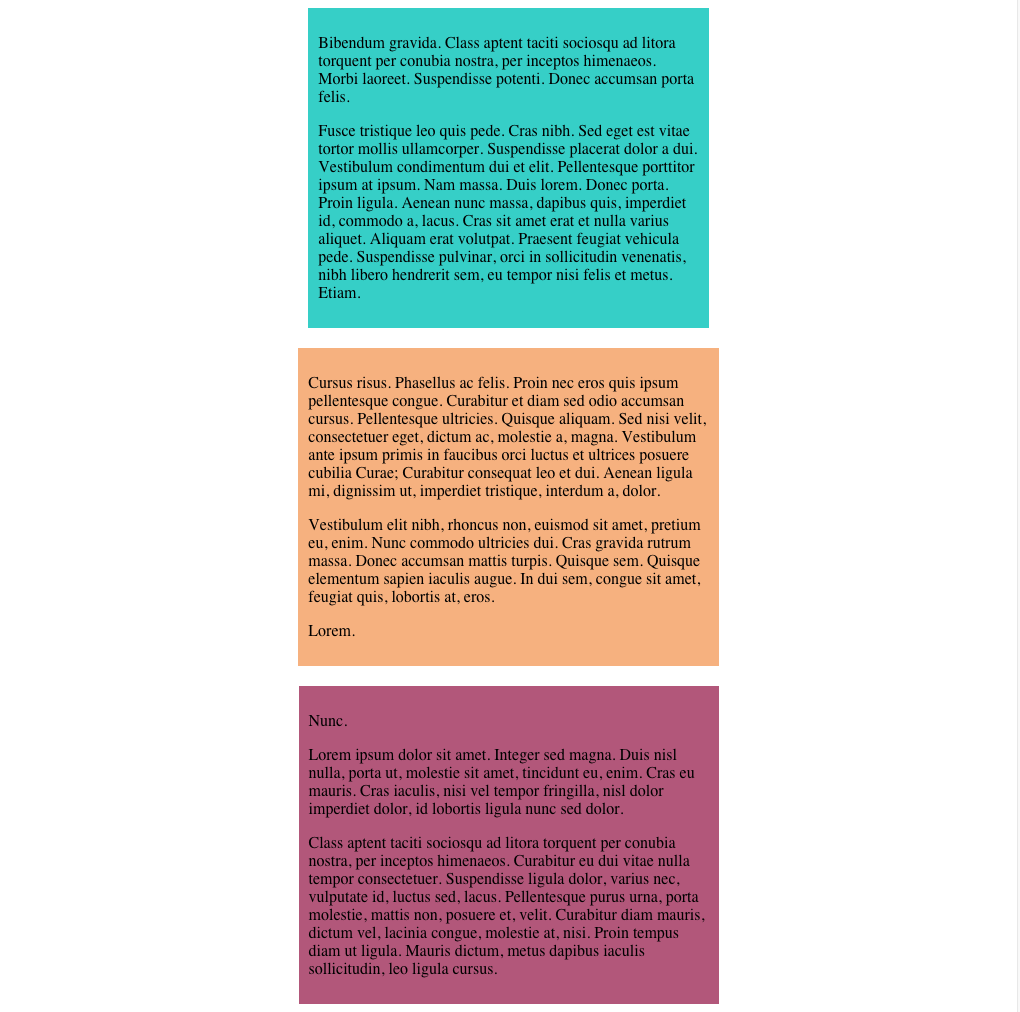 Bibendum gravida. Class aptent taciti sociosqu ad litora
torquent per conubia nostra, per inceptos himenaeos.
Morbi laoreet. Suspendisse potenti. Donec accumsan porta
felis.
Fusce tristique leo quis pede. Cras nibh. Sed eget est vitae
tortor mollis ullamcorper. Suspendisse placerat dolor a dui.
Vestibulum condimentum dui et elit. Pellentesque porttitor
ipsum at ipsum. Nam massa. Duis lorem. Donec porta.
Proin ligula. Aenean nunc massa, dapibus quis, imperdiet
id, commodo a, lacus. Cras sit amet erat et nulla varius
aliquet. Aliquam erat volutpat. Praesent feugiat vehicula
pede. Suspendisse pulvinar, orci in sollicitudin venenatis,
nibh libero hendrerit sem, eu tempor nisi felis et metus.
Etiam.
Cursus risus. Phasellus ac felis. Proin nec eros quis ipsum
pellentesque congue. Curabitur et diam sed odio accumsan
cursus. Pellentesque ultricies. Quisque aliquam. Sed nisi velit,
consectetuer eget, dictum ac, molestie a, magna. Vestibulum
ante ipsum primis in faucibus orci luctus et ultrices posuere
cubilia Curae; Curabitur consequat leo et dui. Aenean ligula
mi, dignissim ut, imperdiet tristique, interdum a, dolor.
Vestibulum elit nibh, rhoncus non, euismod sit amet, pretium
eu, enim. Nunc commodo ultricies dui. Cras gravida rutrum
massa. Donec accumsan mattis turpis. Quisque sem. Quisque
elementum sapien iaculis augue. In dui sem, congue sit amet,
feugiat quis, lobortis at, eros.
Lorem.
Nunc.
Lorem ipsum dolor sit amet. Integer sed magna. Duis nisl
nulla, porta ut, molestie sit amet, tincidunt eu, enim. Cras eu
mauris. Cras iaculis, nisi vel tempor fringilla, nisl dolor
imperdiet dolor, id lobortis ligula nunc sed dolor.
Class aptent taciti sociosqu ad litora torquent per conubia
nostra, per inceptos himenaeos. Curabitur eu dui vitae nulla
tempor consectetuer. Suspendisse ligula dolor, varius nec,
vulputate id, luctus sed, lacus. Pellentesque purus urna, porta
molestie, mattis non, posuere et, velit. Curabitur diam mauris,
dictum vel, lacinia congue, molestie at, nisi. Proin tempus
diam ut ligula. Mauris dictum, metus dapibus iaculis
sollicitudin, leo ligula cursus.